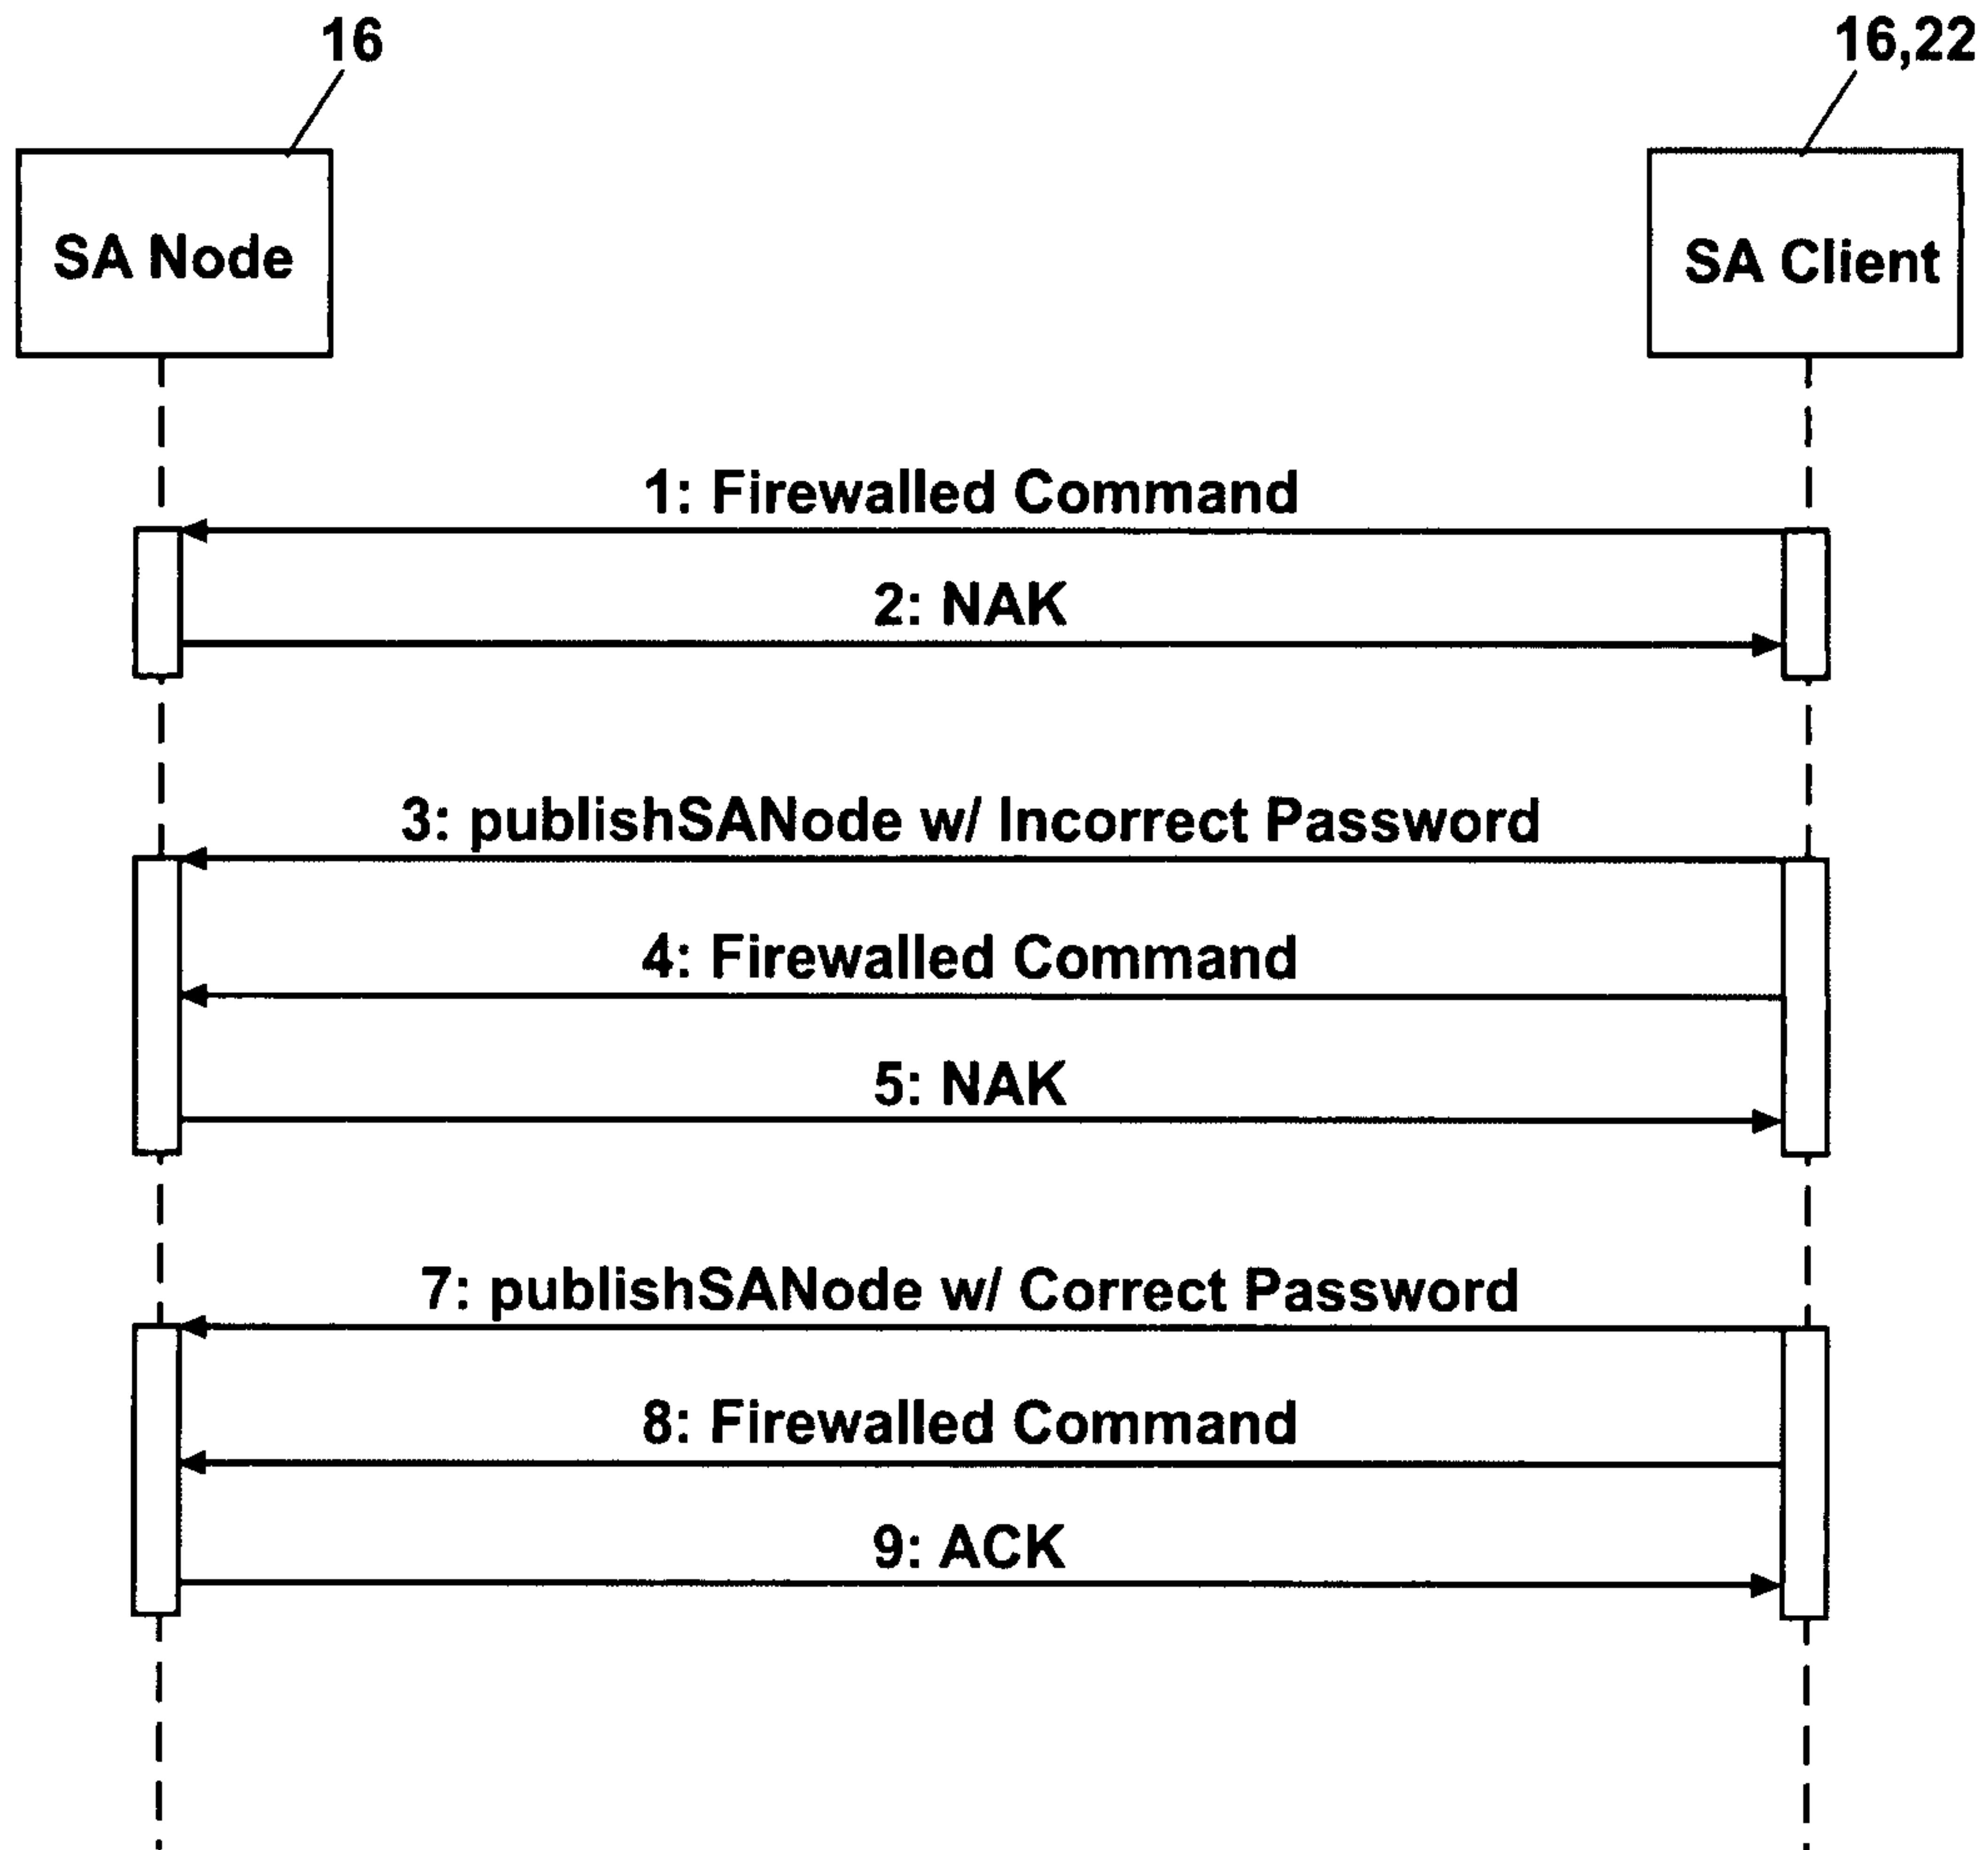 16
16,22
SA Node
SA Client
1: Firewalled Command
2: NAK
3: publishSANode w/ Incorrect Password
4: Firewalled Command
5: NAK
7: publishSANode w/ Correct Password
8: Firewalled Command
9: ACK